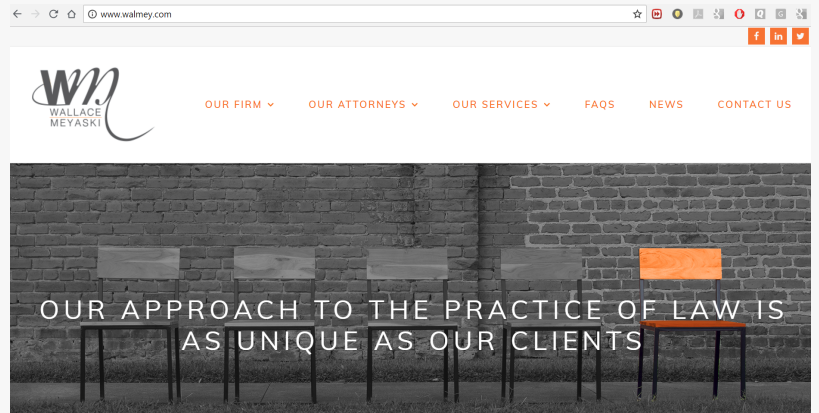 www.walmey.com
f in
WM
WALLACE
MEYASKI
OUR FIRM OUR ATTORNEYS OUR SERVICES FAQS NEWS CONTACT US
OUR APPROACH TO THE PRACTICE OF LAW IS
AS UNIQUE AS OUR CLIENTS